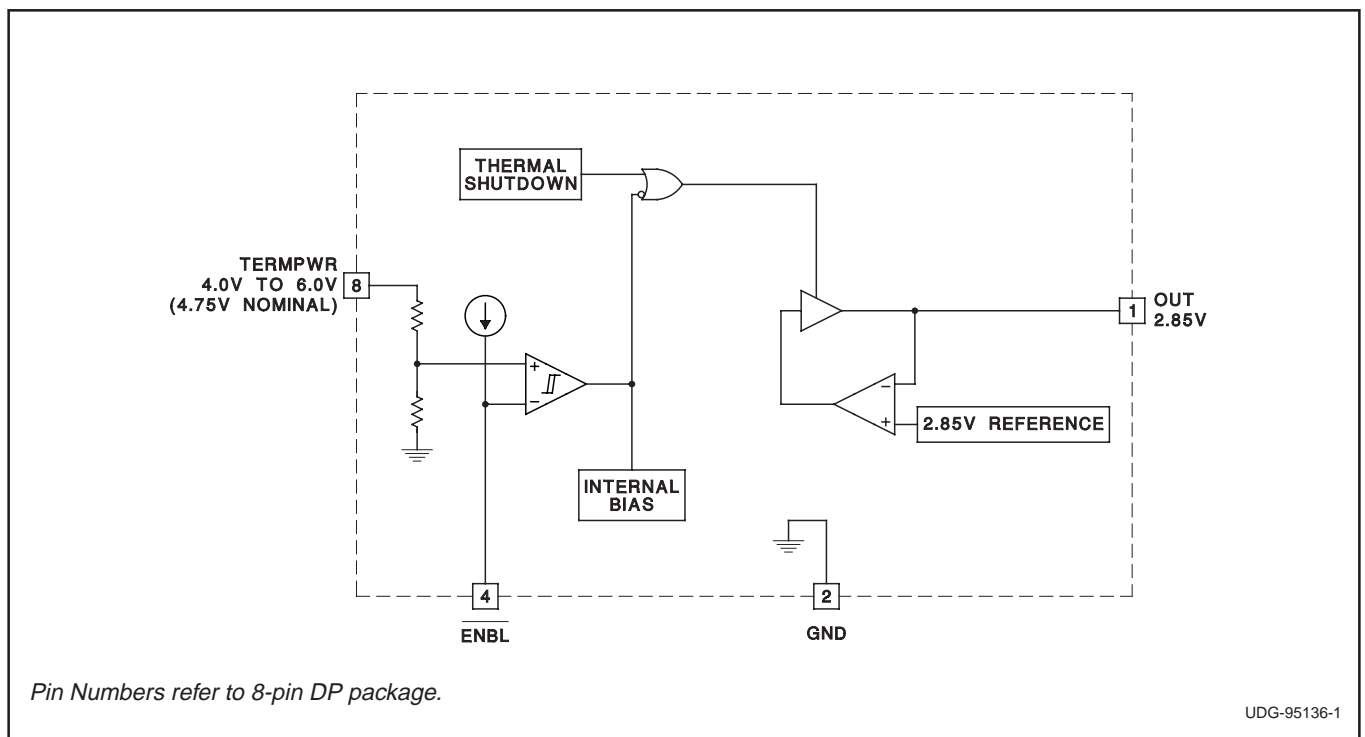 THERMAL
SHUTDOWN
TERMPWR
4.0V TO 6.0V
(4.75V NOMINAL)
8
+
−
1
OUT
2.85V
−
+
2.85V REFERENCE
INTERNAL
BIAS
4
ENBL
2
GND
Pin Numbers refer to 8-pin DP package.
UDG-95136-1